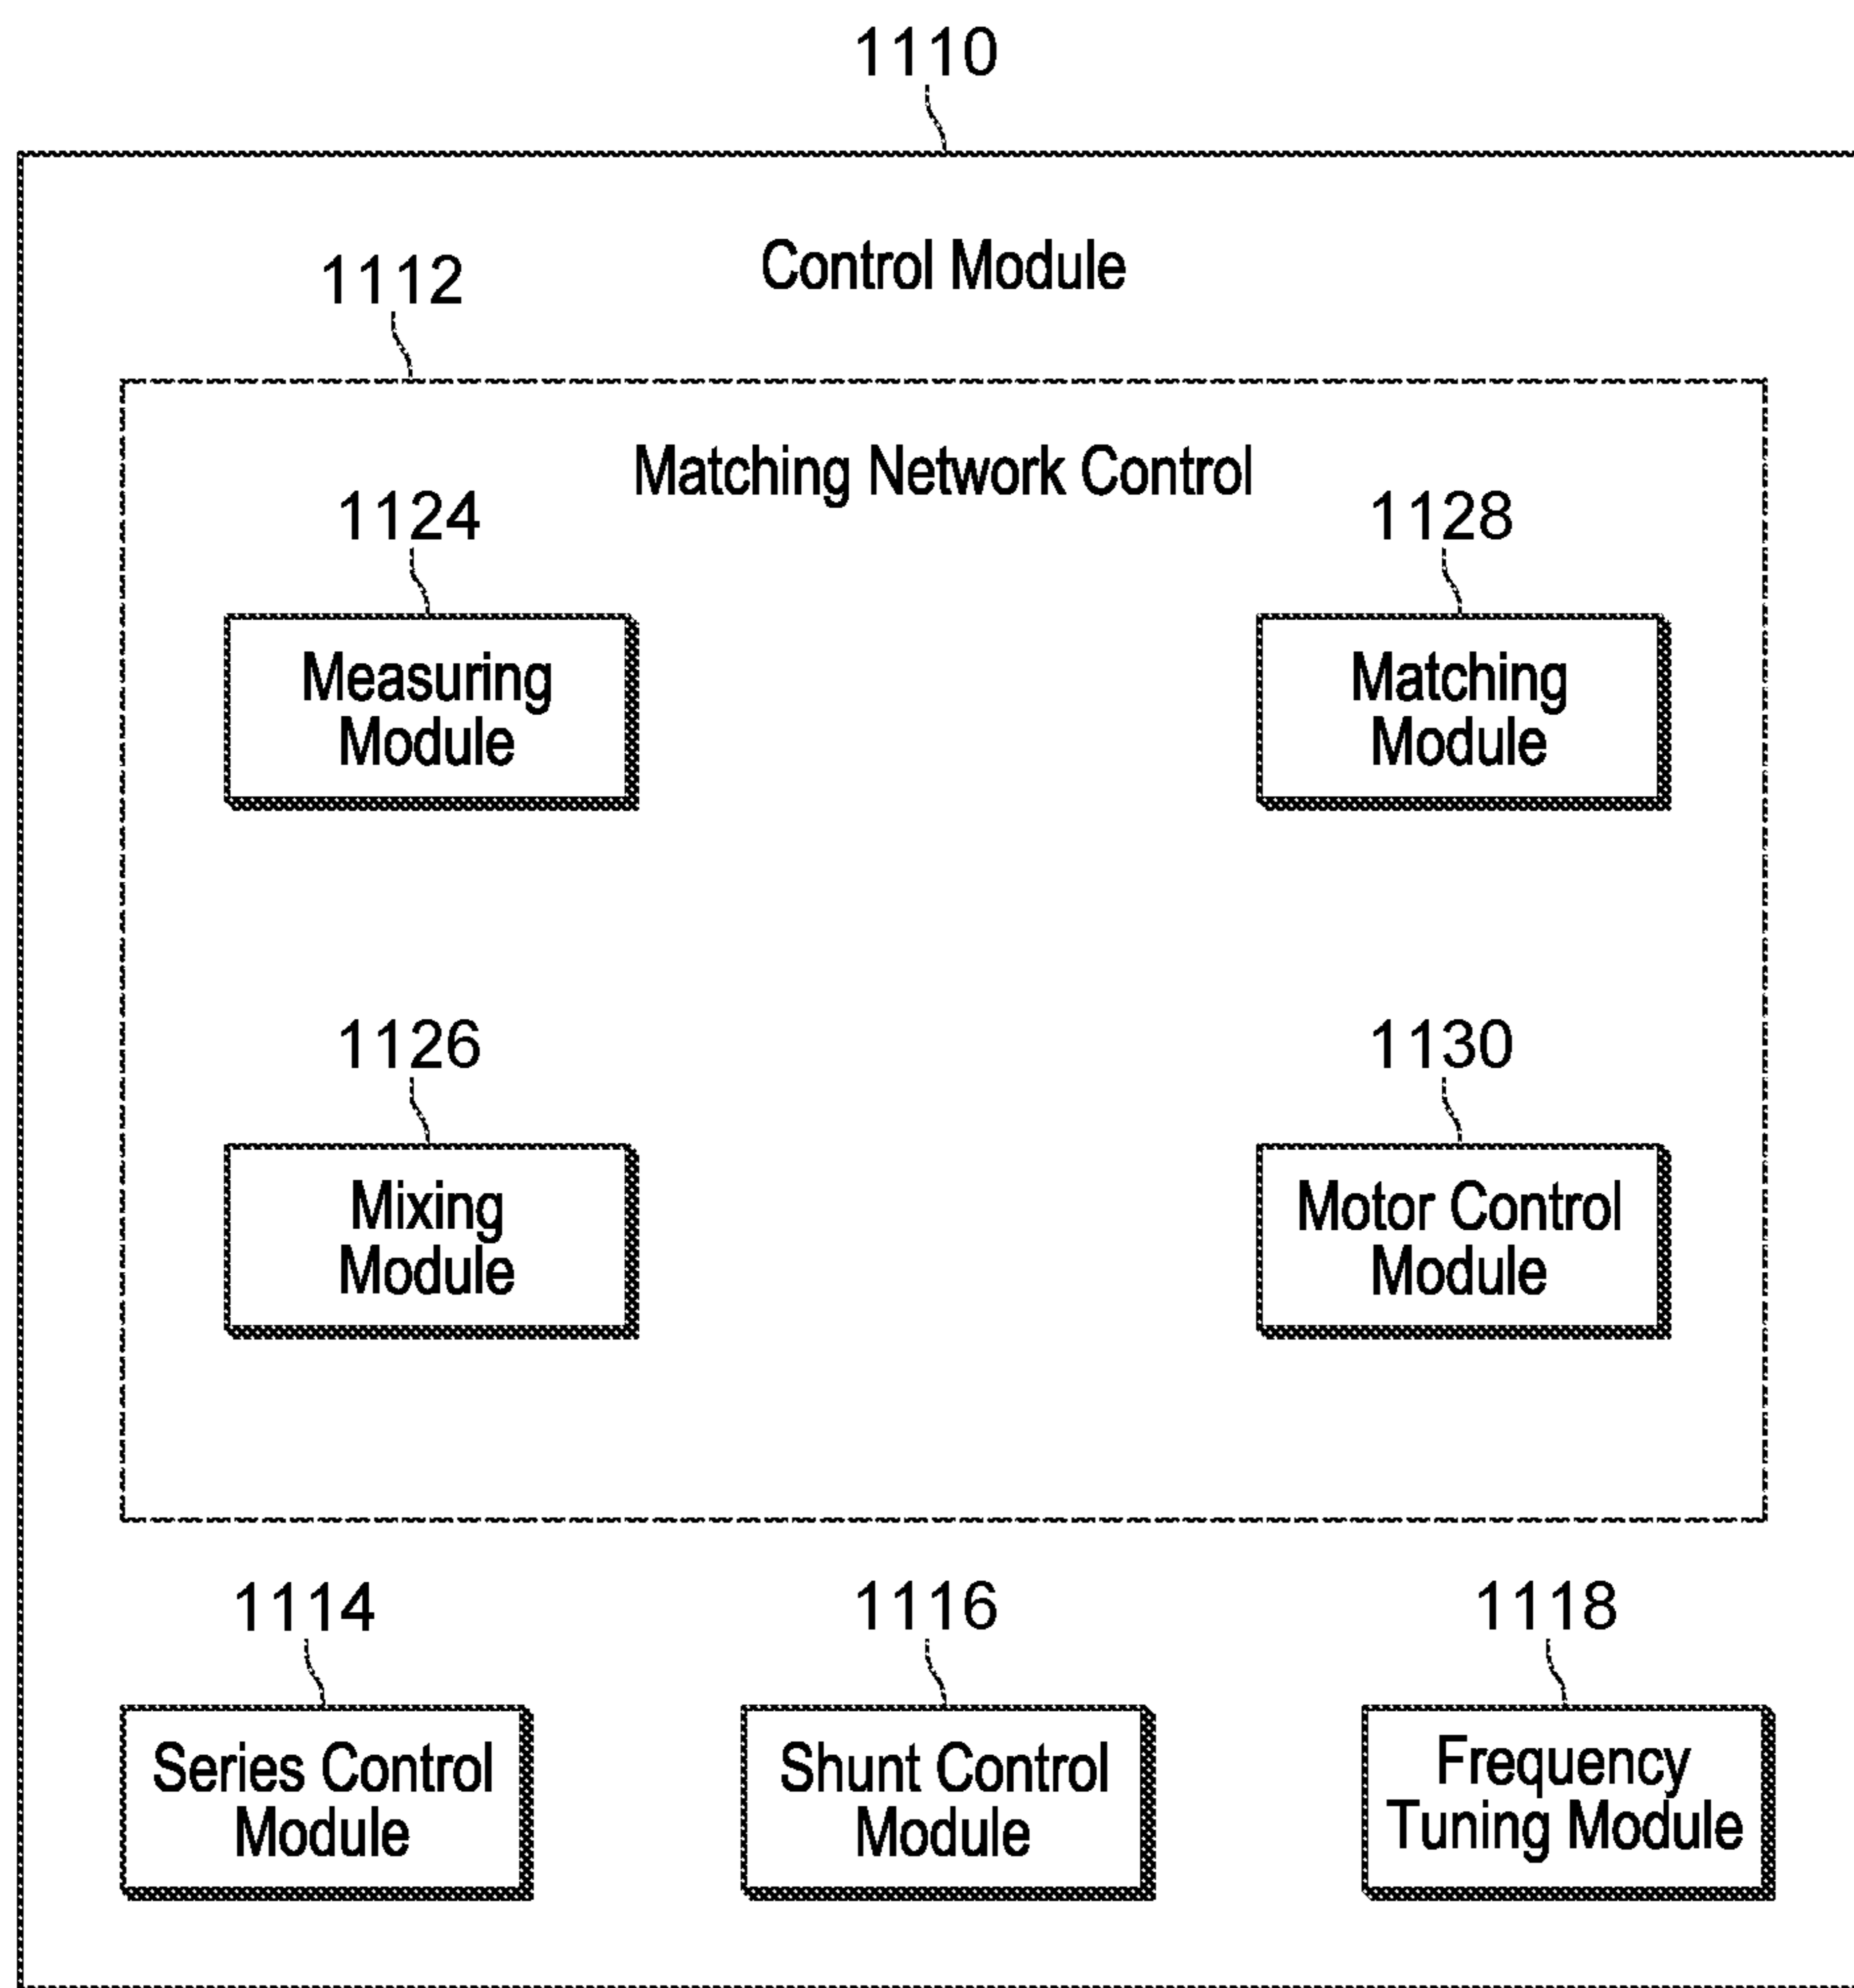 1110
Control Module
1112
Matching Network Control
1124
1128
Measuring
Module
Matching
Module
1126
1130
Mixing
Module
Motor Control
Module
1114
1116
1118
Series Control
Module
Shunt Control
Module
Frequency
Tuning Module